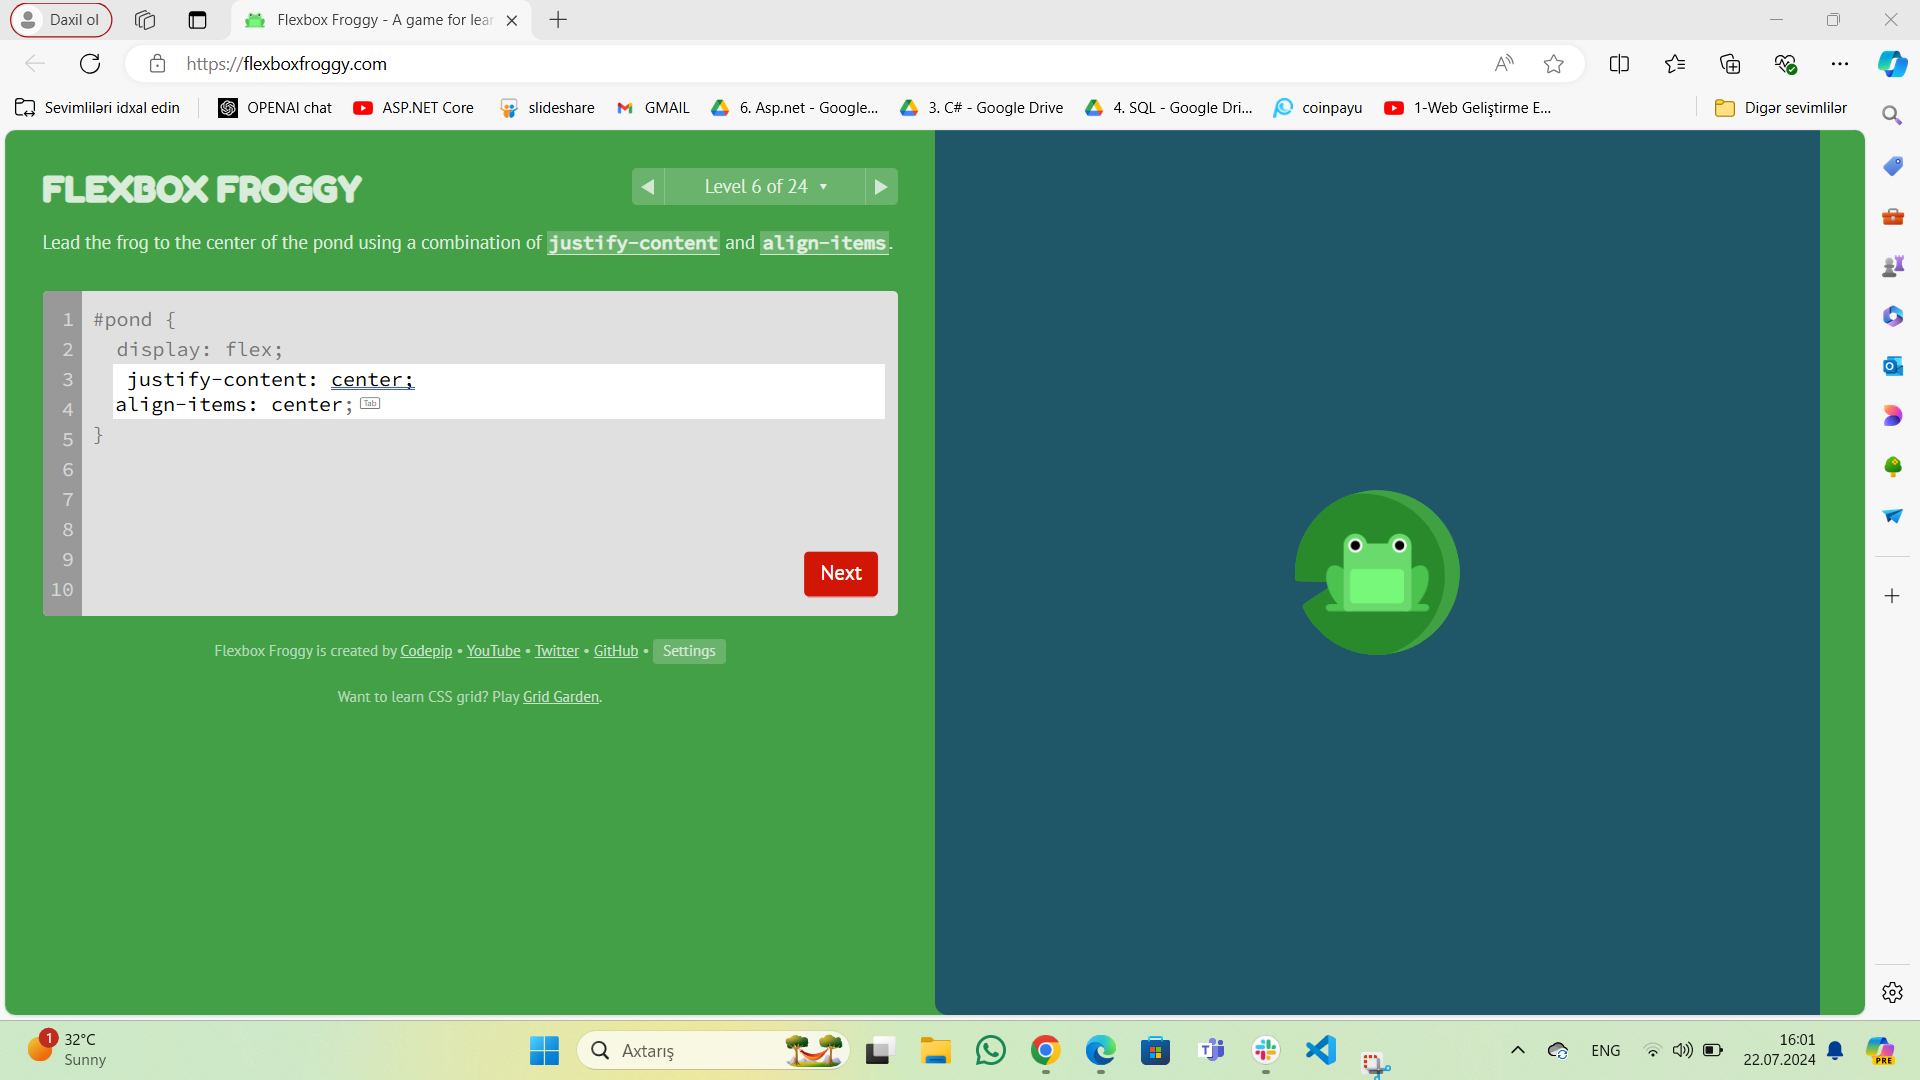 Daxil ol
Flexbox Froggy - A game for lear
https://flexboxfroggy.com
Sevimliləri idxal edin
OPENAI chat
ASP.NET Core
slideshare
GMAIL
6. Asp.net - Google...
3. C# - Google Drive
4. SQL - Google Dri...
coinpayu
1-Web Geliştirme E...
Digər sevimlilər
FLEXBOX FROGGY
Level 6 of 24
Lead the frog to the center of the pond using a combination of justify-content and align-items.
1 #pond {
2 display: flex;
3 justify-content: center;
4 align-items: center; Tab
5 }
6
7
8
9
10
Next
Flexbox Froggy is created by Codepip • YouTube • Twitter • GitHub • Settings
Want to learn CSS grid? Play Grid Garden.
1
32°C
Sunny
Axtarış
ENG
16:01
22.07.2024
PRE